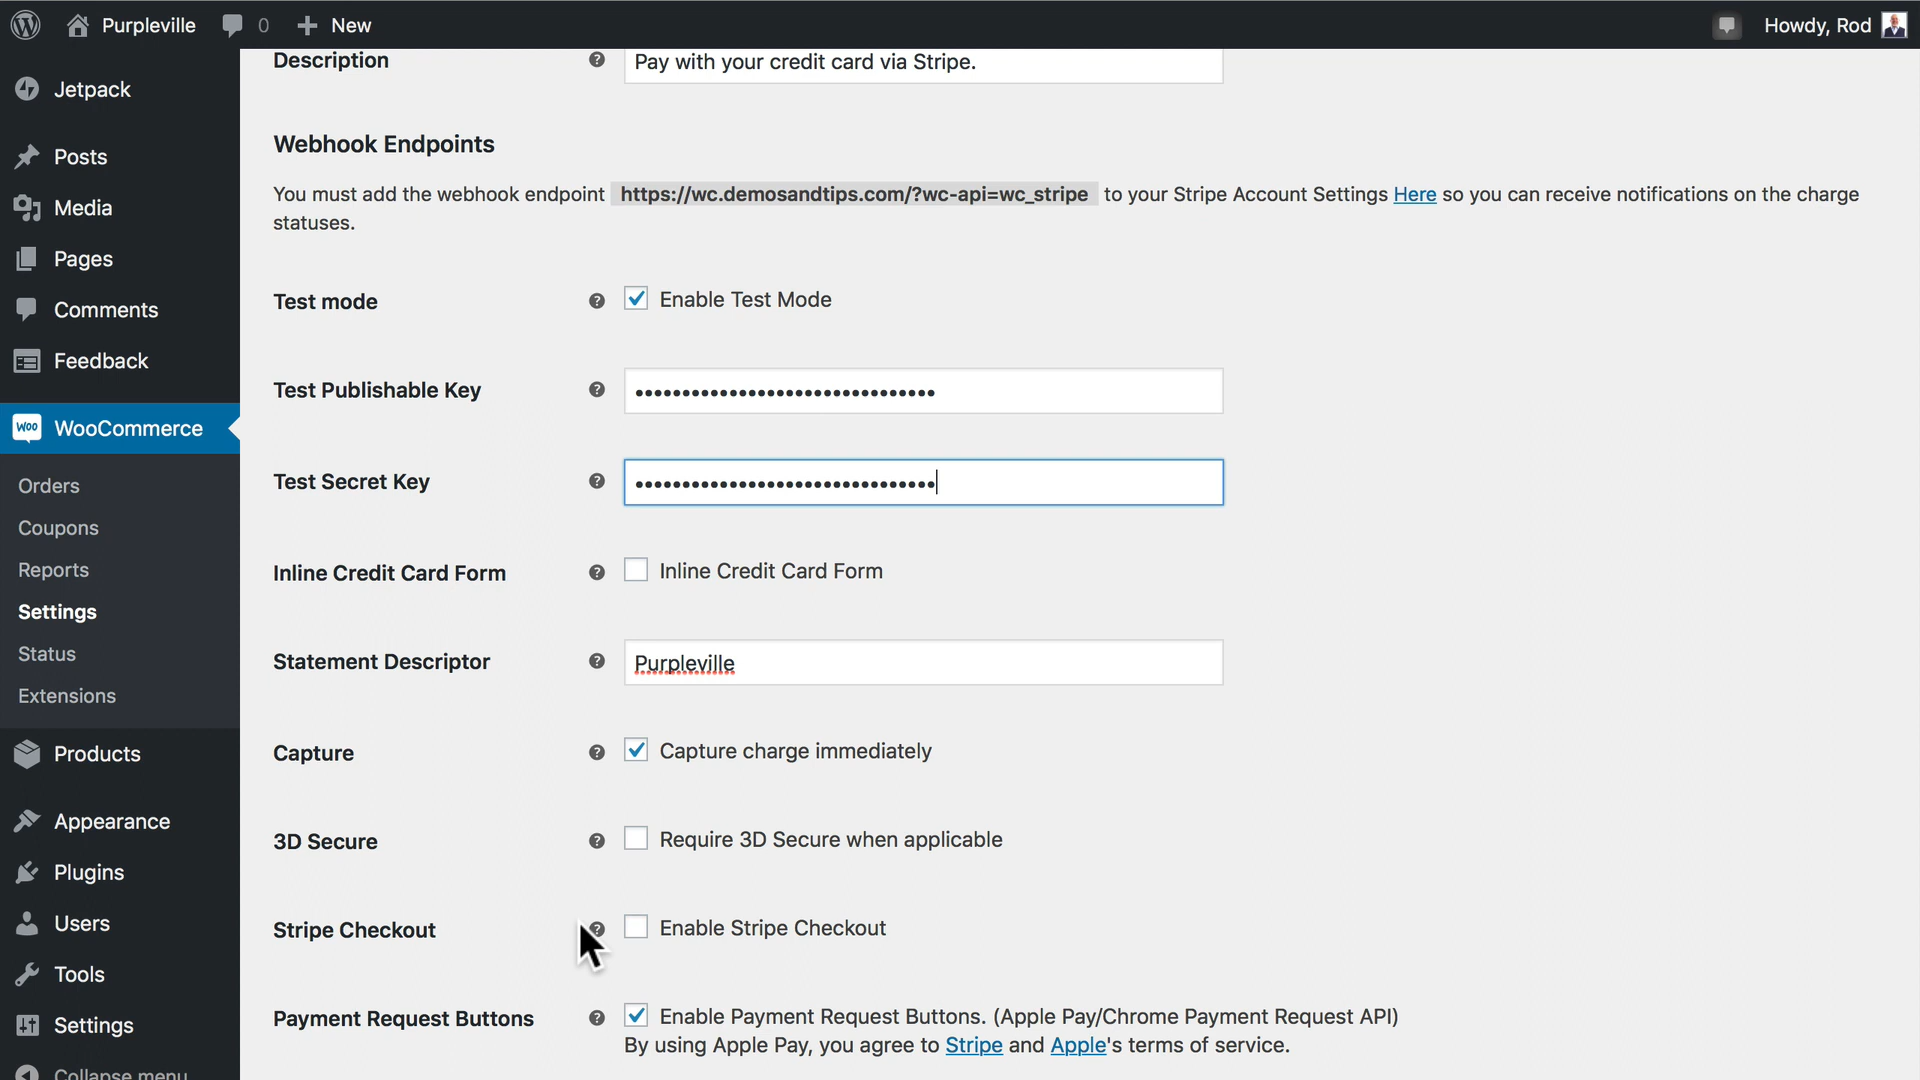 Purpleville 0 New Howdy, Rod
Jetpack
Posts
Media
Pages
Comments
Feedback
WOO WooCommerce
Orders
Coupons
Reports
Settings
Status
Extensions
Products
Appearance
Plugins
Users
Tools
Settings
Collapse menu
Description ? Pay with your credit card via Stripe.
Webhook Endpoints
You must add the webhook endpoint https://wc.demosandtips.com/?wc-api=wc_stripe to your Stripe Account Settings Here so you can receive notifications on the charge
statuses.
Test mode ? Enable Test Mode
Test Publishable Key ?
Test Secret Key ?
Inline Credit Card Form ? Inline Credit Card Form
Statement Descriptor ? Purpleville
Capture ? Capture charge immediately
3D Secure ? Require 3D Secure when applicable
Stripe Checkout ? Enable Stripe Checkout
Payment Request Buttons ? Enable Payment Request Buttons. (Apple Pay/Chrome Payment Request API)
By using Apple Pay, you agree to Stripe and Apple's terms of service.